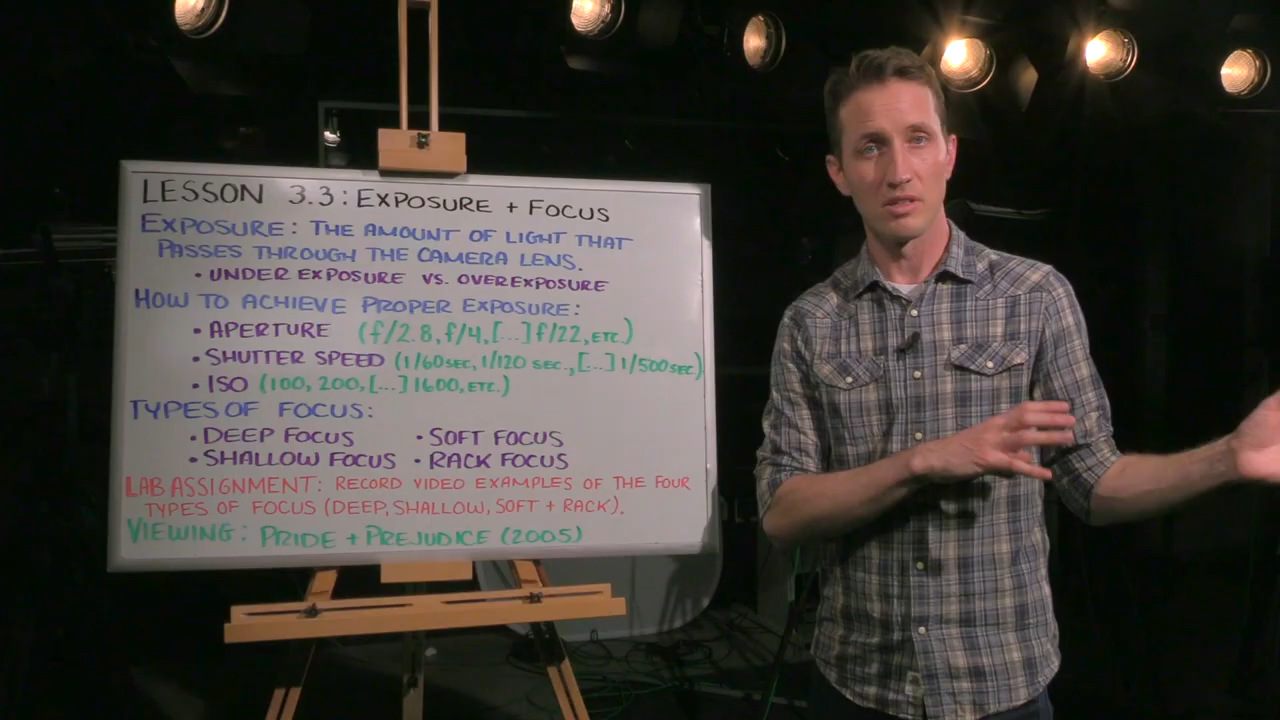 LESSON 3.3: EXPOSURE + FOCUS
EXPOSURE: THE AMOUNT OF LIGHT THAT
PASSES THROUGH THE CAMERA LENS.
• UNDER EXPOSURE VS. OVEREXPOSURE
HOW TO ACHIEVE PROPER EXPOSURE:
• APERTURE (f/2.8, f/4, [...] f/22, ETC.)
• SHUTTER SPEED (1/60 SEC, 1/120 SEC., [...] 1/500 SEC)
• ISO (100, 200, [...] 1600, ETC.)
TYPES OF FOCUS:
• DEEP FOCUS • SOFT FOCUS
• SHALLOW FOCUS • RACK FOCUS
LAB ASSIGNMENT: RECORD VIDEO EXAMPLES OF THE FOUR
TYPES OF FOCUS (DEEP, SHALLOW, SOFT + RACK).
VIEWING: PRIDE + PREJUDICE (2005)